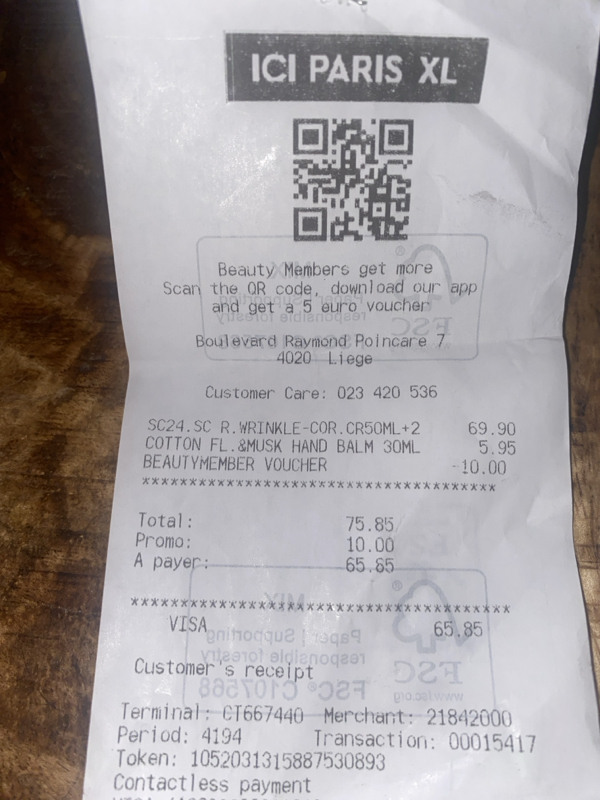 ICI PARIS XL
Beauty Members get more
Scan the QR code, download our app
and get a 5 euro voucher
Boulevard Raymond Poincare 7
4020 Liege
Customer Care: 023 420 536
SC24.SC R.WRINKLE-COR.CR50ML+2 69.90
COTTON FL.&MUSK HAND BALM 30ML 5.95
BEAUTYMEMBER VOUCHER -10.00
************************************
Total: 75.85
Promo: 10.00
A payer: 65.85
************************************
VISA 65.85
Customer's receipt
Terminal: CT667440 Merchant: 21842000
Period: 4194 Transaction: 00015417
Token: 1052031315887530893
Contactless payment